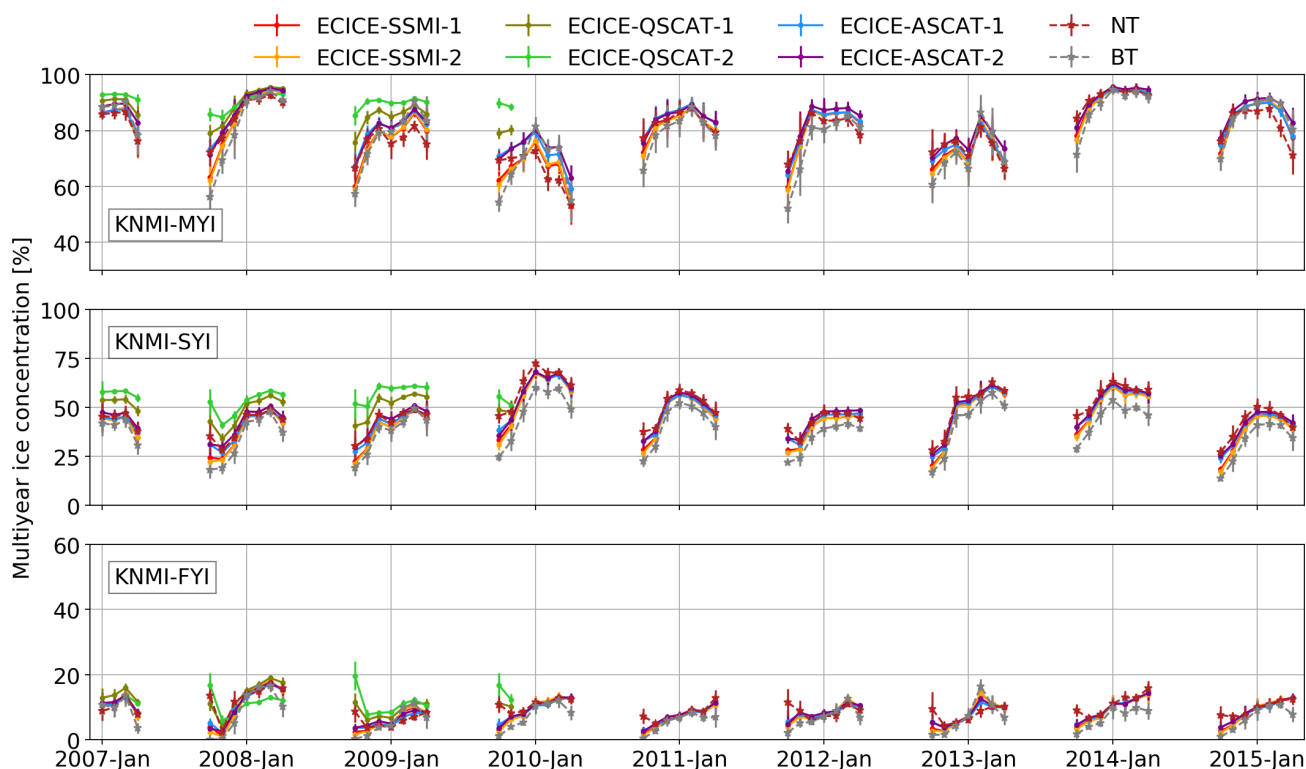 ECICE-SSMI-1 ECICE-QSCAT-1 ECICE-ASCAT-1 NT
ECICE-SSMI-2 ECICE-QSCAT-2 ECICE-ASCAT-2 BT
Multiyear ice concentration [%]
100
80
60
40
KNMI-MYI
100
75
50
25
0
KNMI-SYI
60
40
20
0
KNMI-FYI
2007-Jan 2008-Jan 2009-Jan 2010-Jan 2011-Jan 2012-Jan 2013-Jan 2014-Jan 2015-Jan